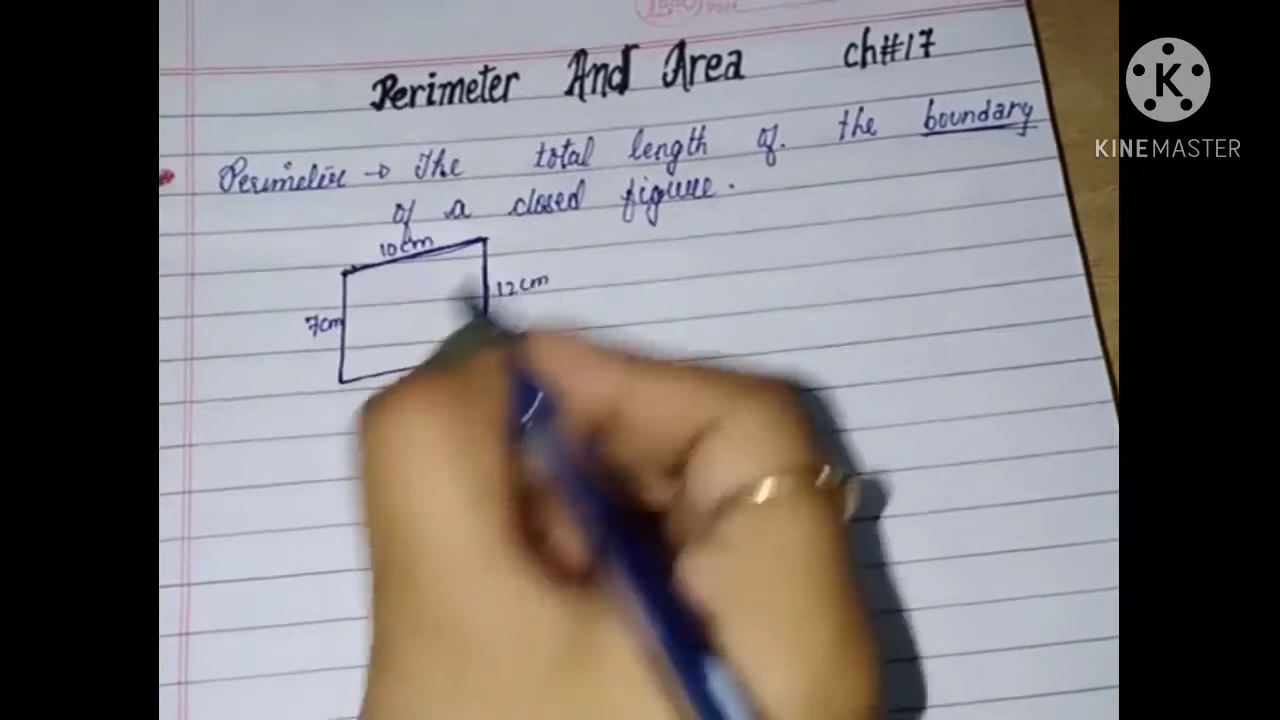 Perimeter And Area ch#17
Perimeter → The total length of the boundary
of a closed figure.
10cm
12cm
7cm
KINEMASTER